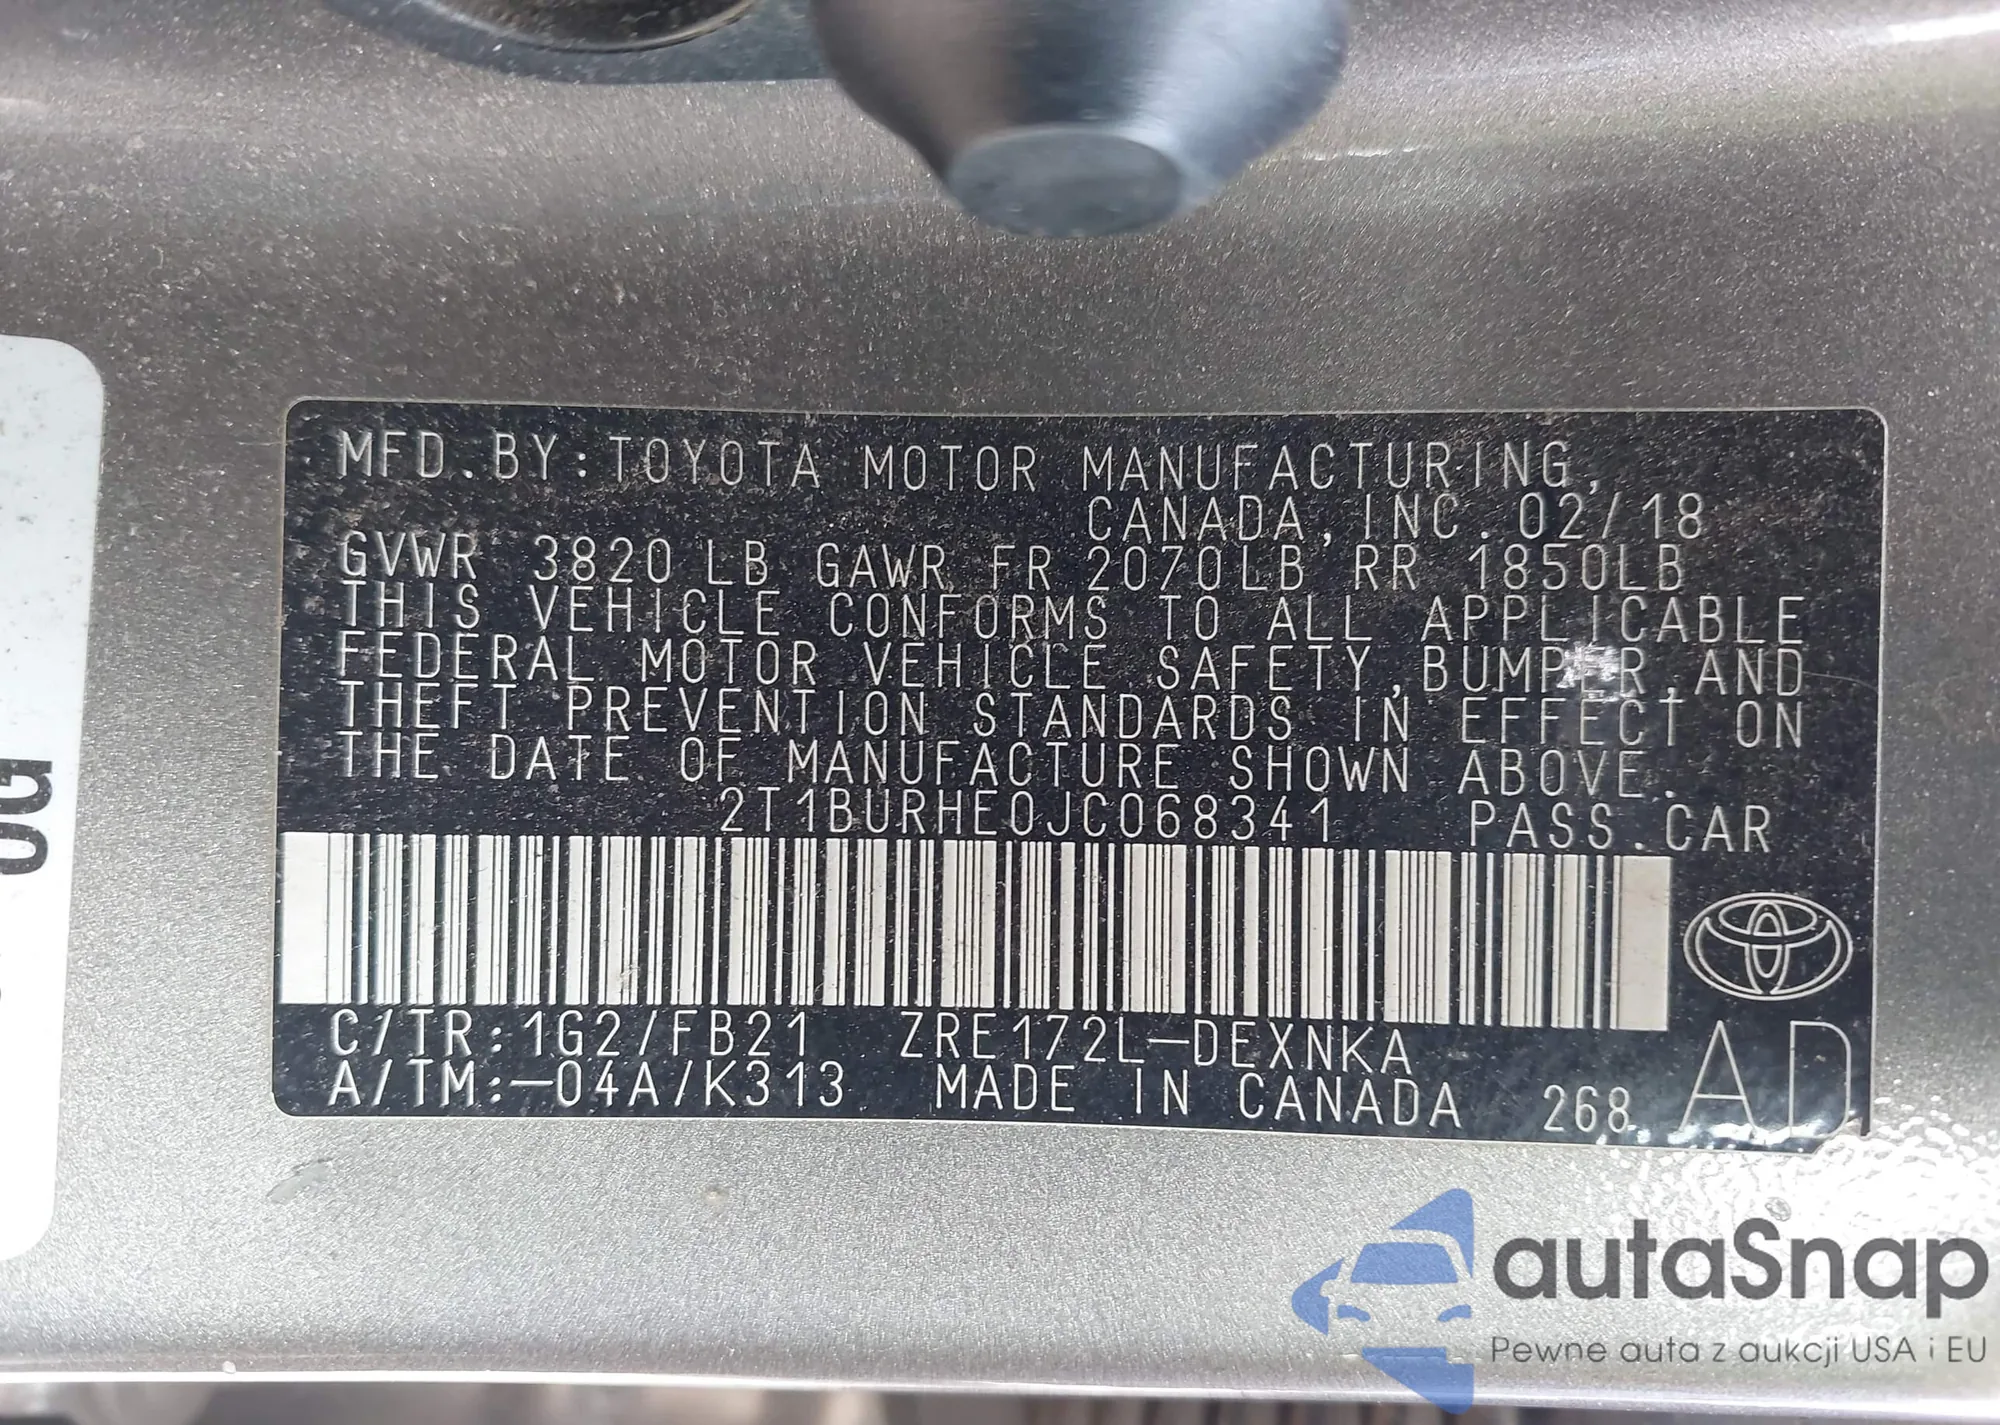 MFD.BY:TOYOTA MOTOR MANUFACTURING,
CANADA, INC. 02/18
GVWR 3820 LB GAWR FR 2070LB RR 1850LB
THIS VEHICLE CONFORMS TO ALL APPLICABLE
FEDERAL MOTOR VEHICLE SAFETY, BUMPER, AND
THEFT PREVENTION STANDARDS IN EFFECT ON
THE DATE OF MANUFACTURE SHOWN ABOVE.
2T1BURHE0JC068341 PASS.CAR
C/TR:1G2/FB21 ZRE172L-DEXNKA
A/TM:-04A/K313 MADE IN CANADA 268
AD
0G
autaSnap
Pewne auta z aukcji USA i EU